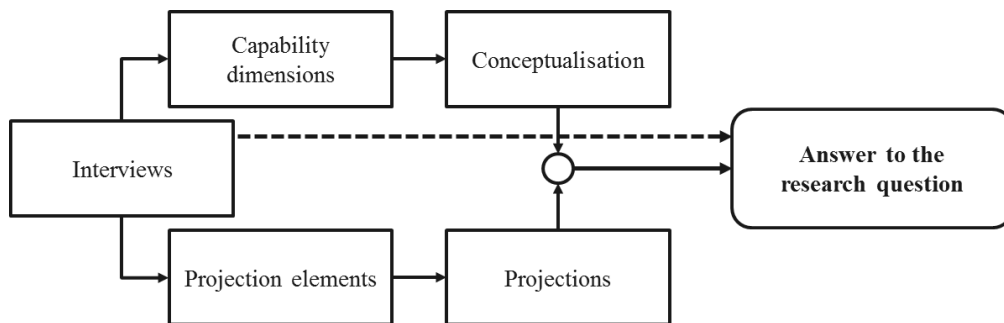 Capability
dimensions
Conceptualisation
Interviews
Answer to the
research question
Projection elements
Projections